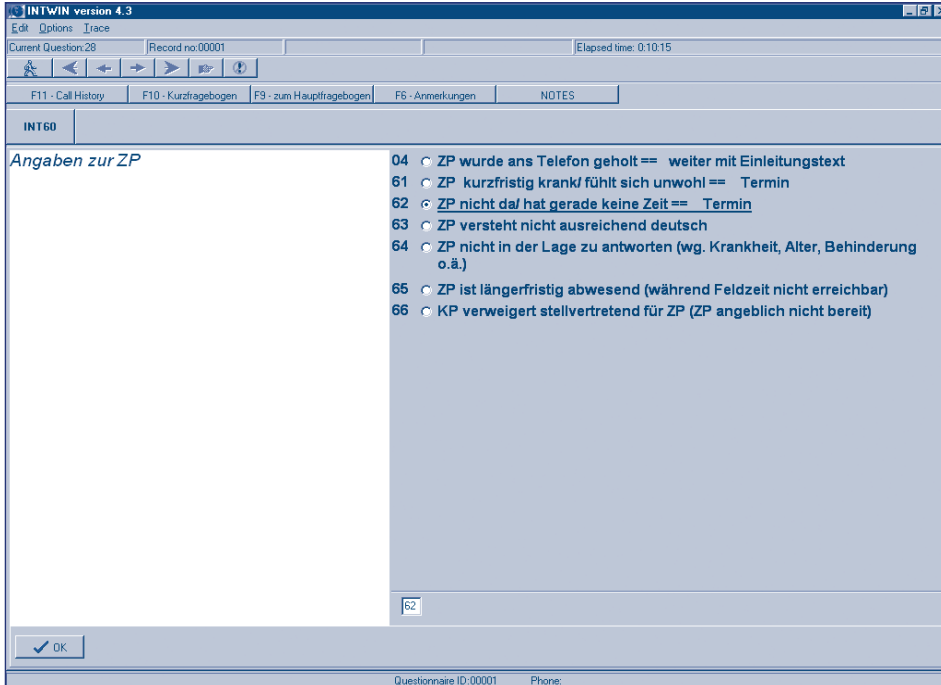 INTWIN version 4.3
Edit Options Trace
Current Question:28 Record no:00001 Elapsed time: 0:10:15
F11 - Call History F10 - Kurzfragebogen F9 - zum Hauptfragebogen F6 - Anmerkungen NOTES
INT60
Angaben zur ZP
04 ZP wurde ans Telefon geholt == weiter mit Einleitungstext
61 ZP kurzfristig krank/ fühlt sich unwohl == Termin
62 ZP nicht da/ hat gerade keine Zeit == Termin
63 ZP versteht nicht ausreichend deutsch
64 ZP nicht in der Lage zu antworten (wg. Krankheit, Alter, Behinderung
o.ä.)
65 ZP ist längerfristig abwesend (während Feldzeit nicht erreichbar)
66 KP verweigert stellvertretend für ZP (ZP angeblich nicht bereit)
62
OK
Questionnaire ID:00001 Phone: